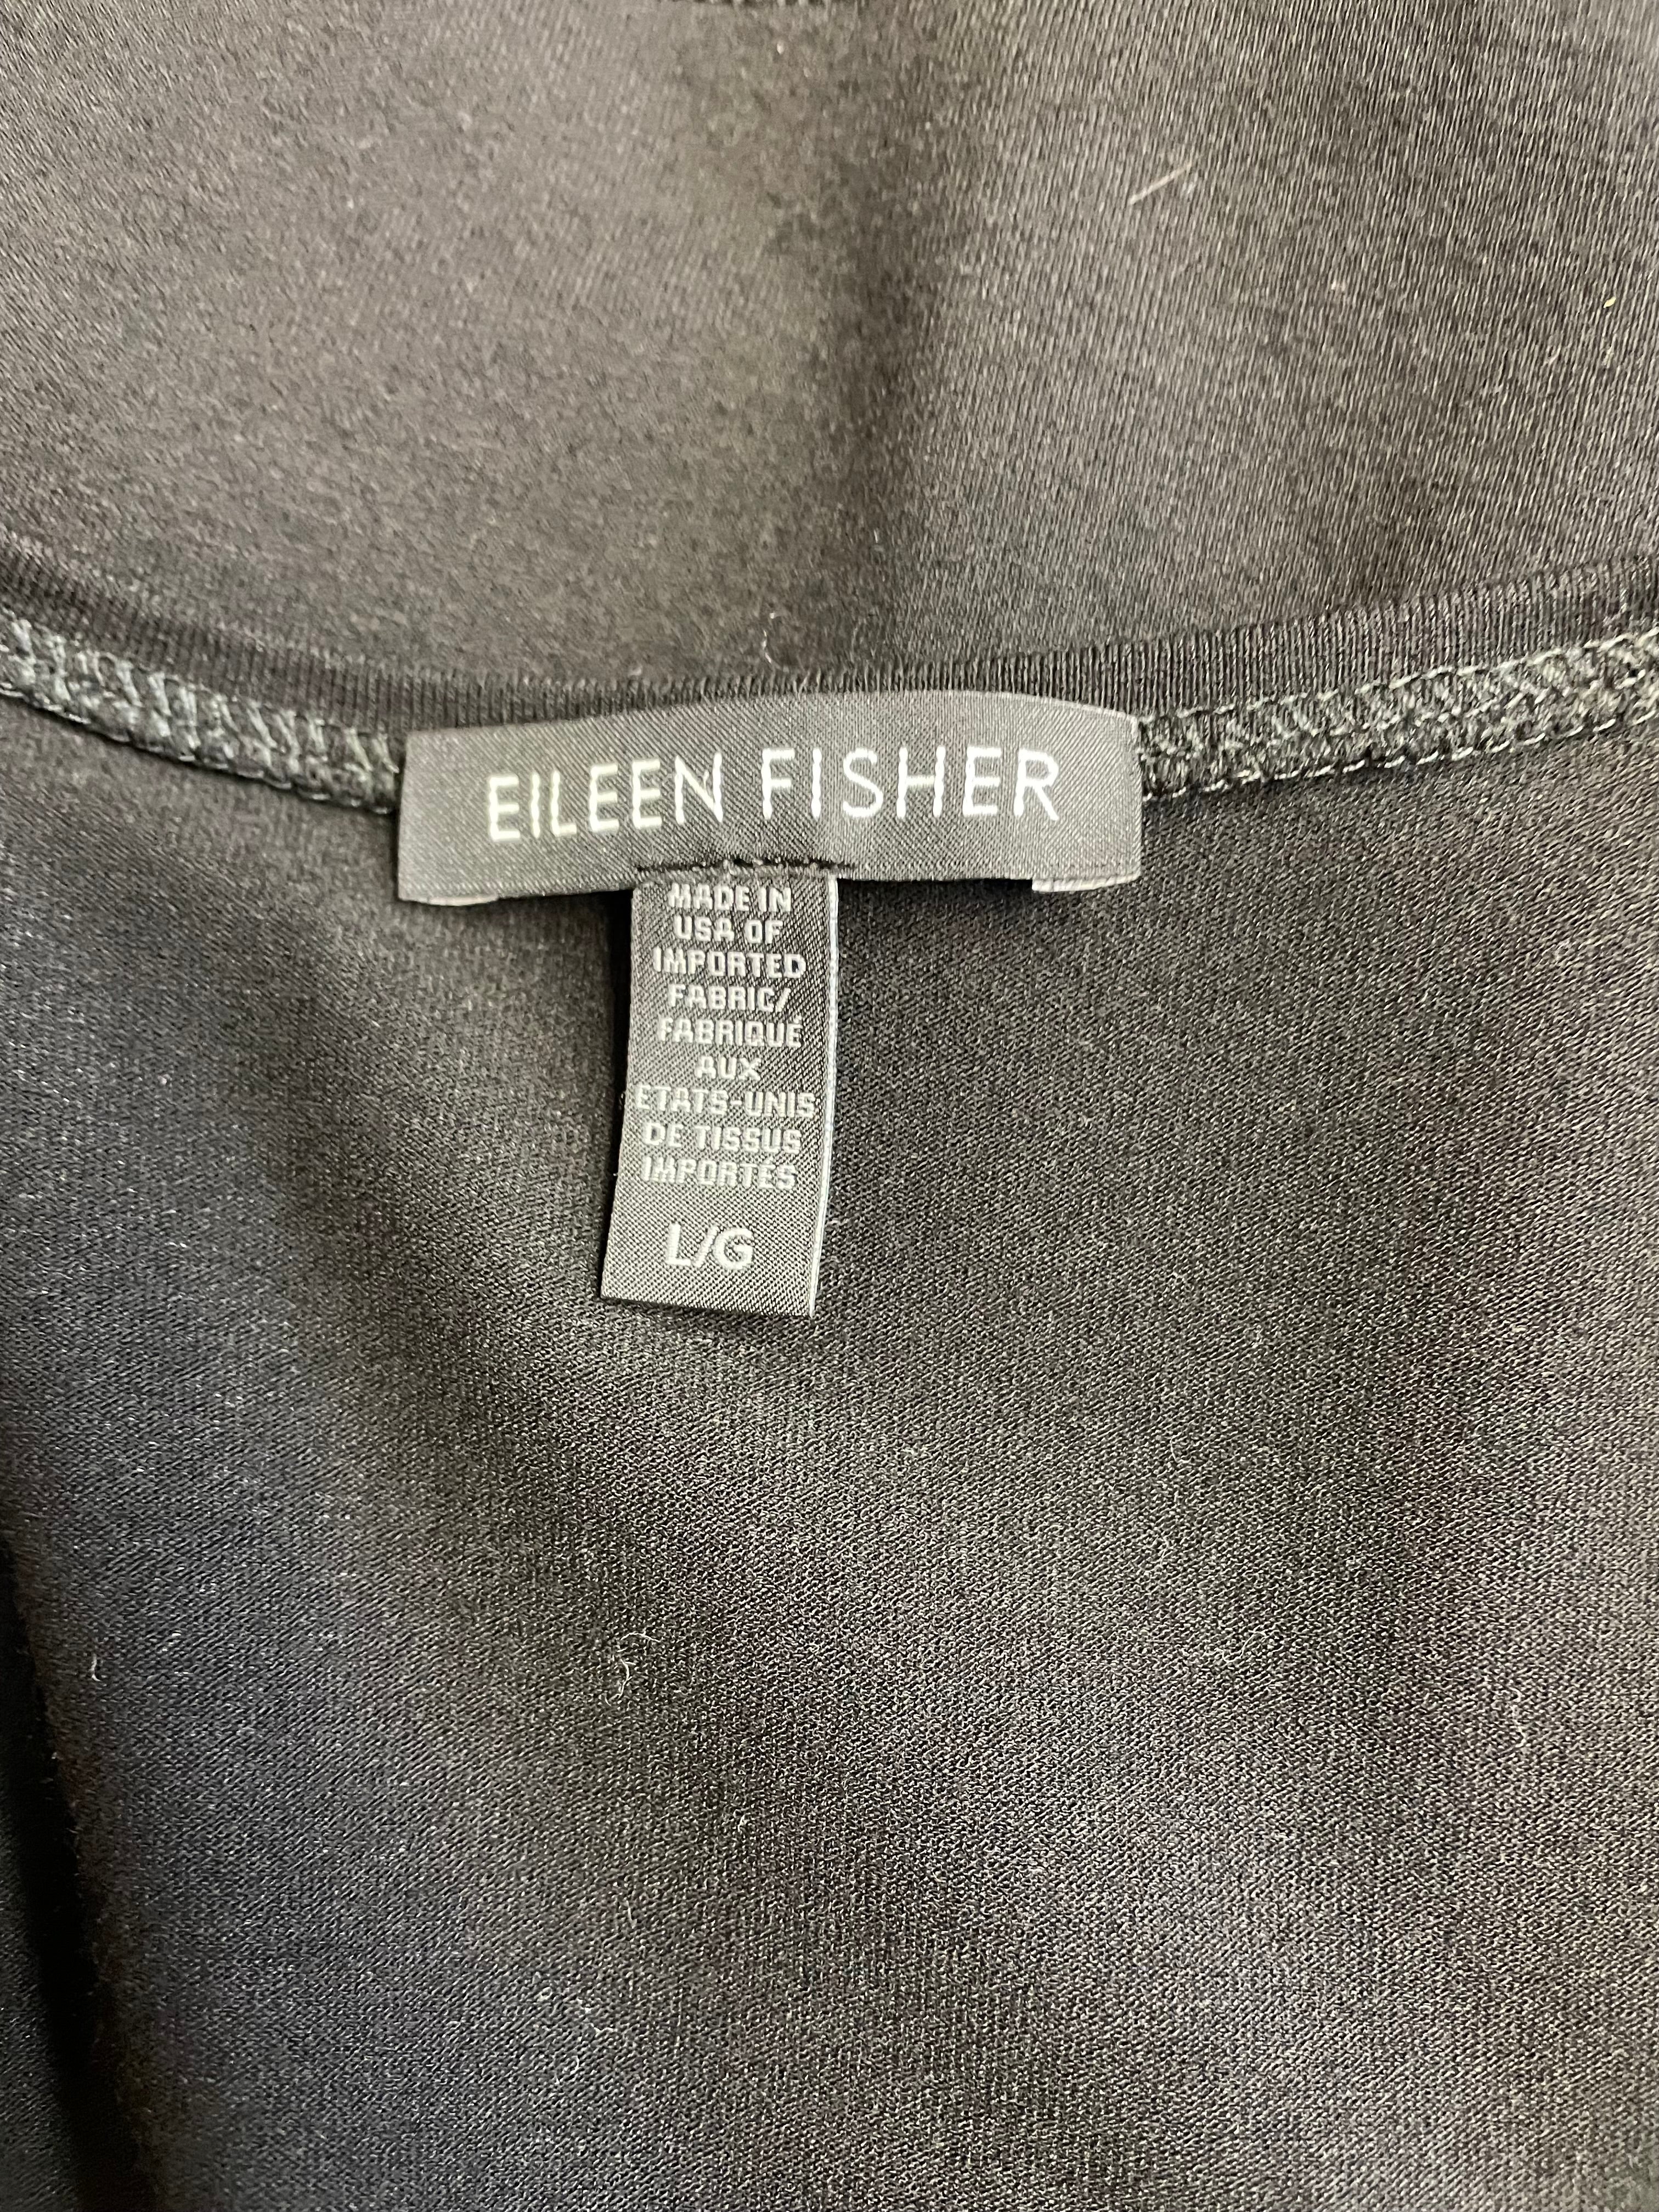 EILEEN FISHER
MADE IN
USA OF
IMPORTED
FABRIC/
FABRIQUÉ
AUX
ETATS-UNIS
DE TISSUS
IMPORTÉS
L/G